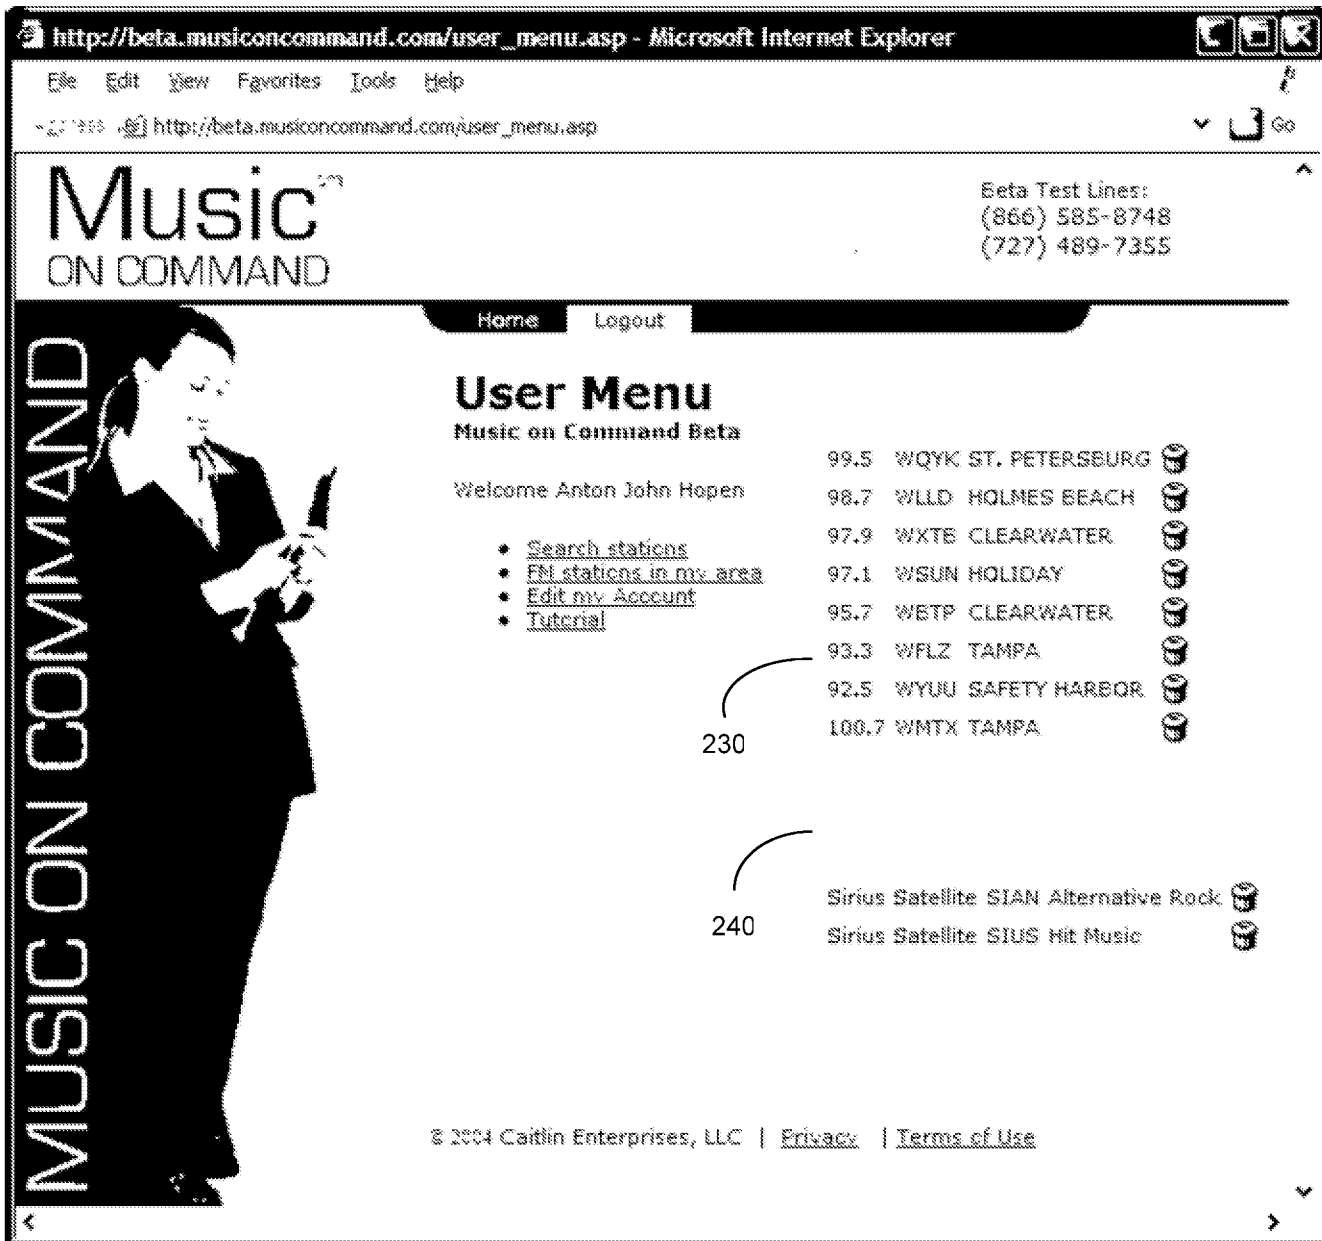 http://beta.musiconcommand.com/user_menu.asp - Microsoft Internet Explorer
File Edit View Favorites Tools Help
http://beta.musiconcommand.com/user_menu.asp Go
Music
ON COMMAND
Beta Test Lines:
(866) 585-8748
(727) 489-7355
Home Logout
MUSIC ON COMMAND
User Menu
Music on Command Beta
Welcome Anton John Hopen
• Search stations
• FM stations in my area
• Edit my Account
• Tutorial
99.5 WQYK ST. PETERSBURG
98.7 WLLD HOLMES BEACH
97.9 WXTB CLEARWATER
97.1 WSUN HOLIDAY
95.7 WBTP CLEARWATER
93.3 WFLZ TAMPA
92.5 WYUU SAFETY HARBOR
100.7 WMTX TAMPA
230
240
Sirius Satellite SIAN Alternative Rock
Sirius Satellite SIUS Hit Music
© 2004 Caitlin Enterprises, LLC | Privacy | Terms of Use